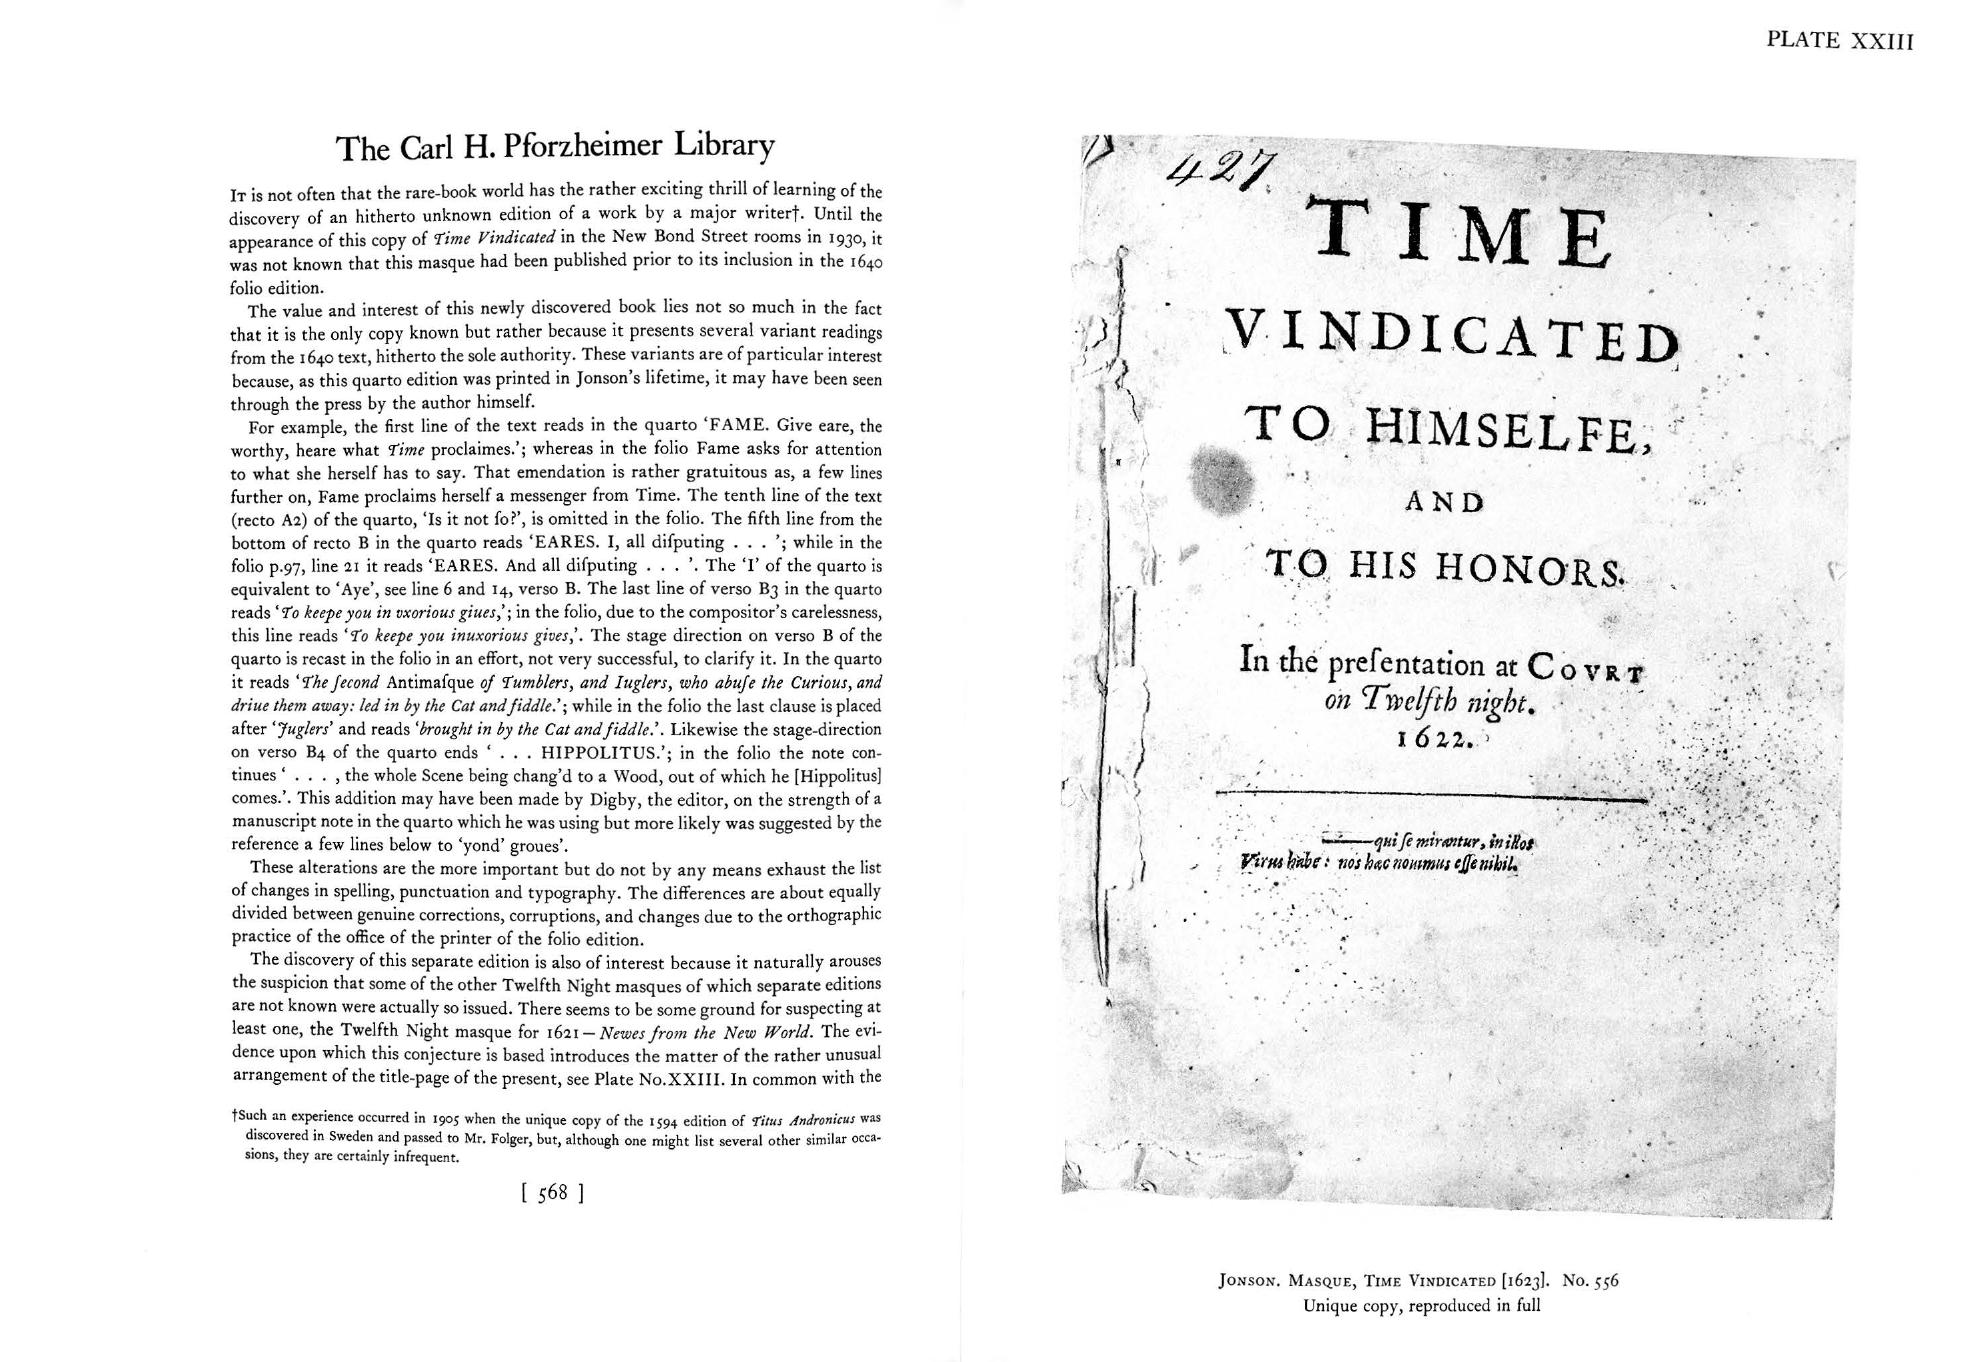 The Carl H. Pforzheimer Library
IT is not often that the rare-book world has the rather exciting thrill of learning of the
discovery of an hitherto unknown edition of a work by a major writer†. Until the
appearance of this copy of Time Vindicated in the New Bond Street rooms in 1930, it
was not known that this masque had been published prior to its inclusion in the 1640
folio edition.
The value and interest of this newly discovered book lies not so much in the fact
that it is the only copy known but rather because it presents several variant readings
from the 1640 text, hitherto the sole authority. These variants are of particular interest
because, as this quarto edition was printed in Jonson's lifetime, it may have been seen
through the press by the author himself.
For example, the first line of the text reads in the quarto 'FAME. Give eare, the
worthy, heare what Time proclaimes.'; whereas in the folio Fame asks for attention
to what she herself has to say. That emendation is rather gratuitous as, a few lines
further on, Fame proclaims herself a messenger from Time. The tenth line of the text
(recto A2) of the quarto, 'Is it not ſo?', is omitted in the folio. The fifth line from the
bottom of recto B in the quarto reads 'EARES. I, all diſputing . . . '; while in the
folio p.97, line 21 it reads 'EARES. And all diſputing . . . '. The 'I' of the quarto is
equivalent to 'Aye', see line 6 and 14, verso B. The last line of verso B3 in the quarto
reads 'To keepe you in vxorious giues,'; in the folio, due to the compositor's carelessness,
this line reads 'To keepe you inuxorious gives,'. The stage direction on verso B of the
quarto is recast in the folio in an effort, not very successful, to clarify it. In the quarto
it reads 'The ſecond Antimaſque of Tumblers, and Iuglers, who abuſe the Curious, and
driue them away: led in by the Cat and fiddle.'; while in the folio the last clause is placed
after 'Juglers' and reads 'brought in by the Cat and fiddle.'. Likewise the stage-direction
on verso B4 of the quarto ends ' . . . HIPPOLITUS.'; in the folio the note con-
tinues ' . . . , the whole Scene being chang'd to a Wood, out of which he [Hippolitus]
comes.'. This addition may have been made by Digby, the editor, on the strength of a
manuscript note in the quarto which he was using but more likely was suggested by the
reference a few lines below to 'yond' groues'.
These alterations are the more important but do not by any means exhaust the list
of changes in spelling, punctuation and typography. The differences are about equally
divided between genuine corrections, corruptions, and changes due to the orthographic
practice of the office of the printer of the folio edition.
The discovery of this separate edition is also of interest because it naturally arouses
the suspicion that some of the other Twelfth Night masques of which separate editions
are not known were actually so issued. There seems to be some ground for suspecting at
least one, the Twelfth Night masque for 1621 — Newes from the New World. The evi-
dence upon which this conjecture is based introduces the matter of the rather unusual
arrangement of the title-page of the present, see Plate No.XXIII. In common with the
†Such an experience occurred in 1905 when the unique copy of the 1594 edition of Titus Andronicus was
discovered in Sweden and passed to Mr. Folger, but, although one might list several other similar occa-
sions, they are certainly infrequent.
[ 568 ]
PLATE XXIII
427
TIME
VINDICATED
TO HIMSELFE,
AND
TO HIS HONORS.
In the preſentation at COVRT
on Twelfth night.
1622.
—qui ſe mirantur, in illos
Virus habe: nos hæc nouimus eſſe nihil.
JONSON. MASQUE, TIME VINDICATED [1623]. No. 556
Unique copy, reproduced in full